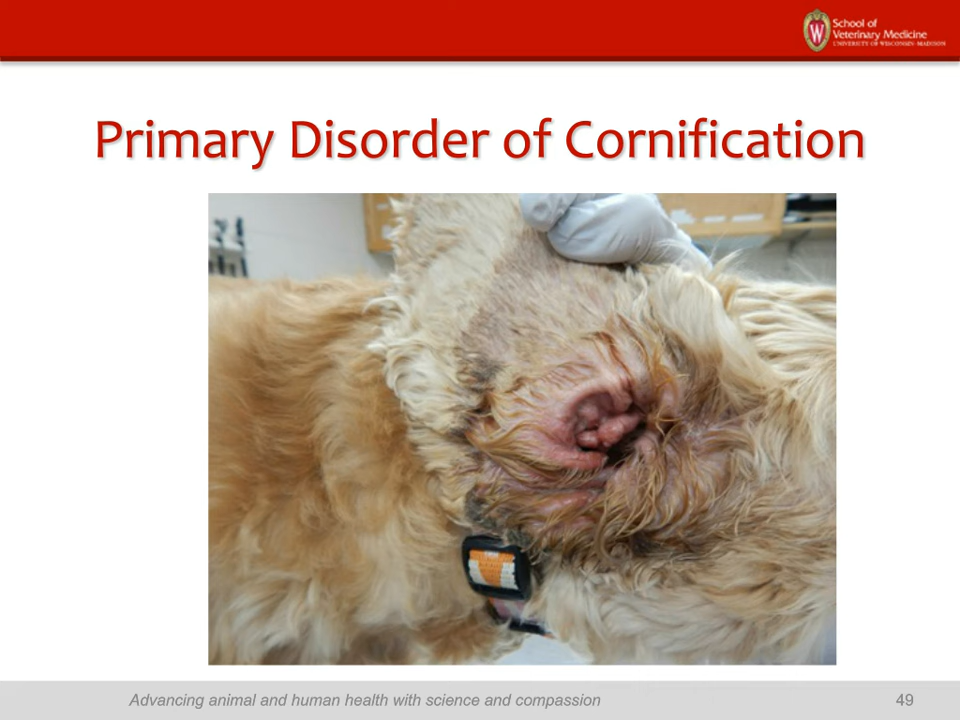 School of
Veterinary Medicine
UNIVERSITY OF WISCONSIN-MADISON
Primary Disorder of Cornification
Advancing animal and human health with science and compassion
49